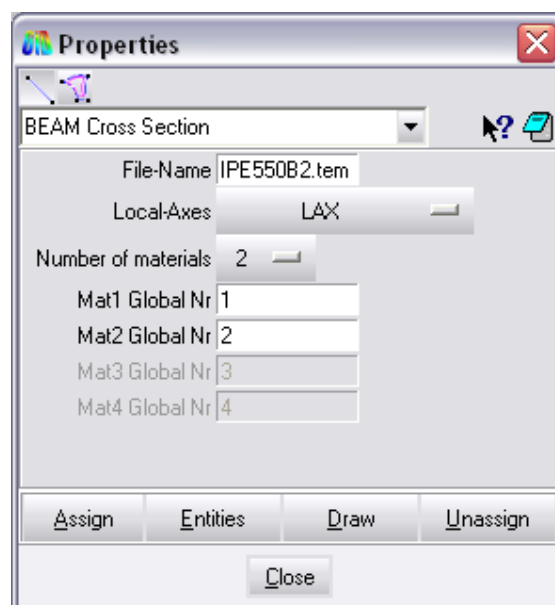 Properties
BEAM Cross Section
File-Name IPE550B2.tem
Local-Axes LAX
Number of materials 2
Mat1 Global Nr 1
Mat2 Global Nr 2
Mat3 Global Nr 3
Mat4 Global Nr 4
Assign Entities Draw Unassign
Close